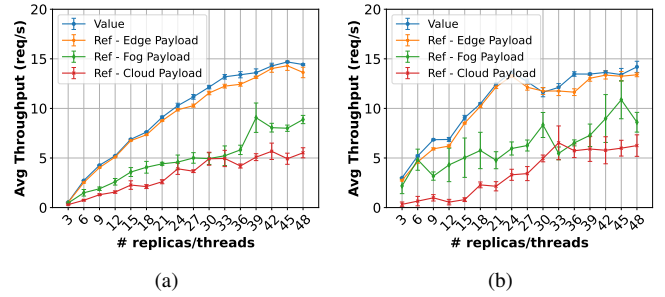 20
15
10
5
0
Avg Throughput (req/s)
Value
Ref - Edge Payload
Ref - Fog Payload
Ref - Cloud Payload
3 6 9 12 15 18 21 24 27 30 33 36 39 42 45 48
# replicas/threads
(a)
20
15
10
5
0
Avg Throughput (req/s)
Value
Ref - Edge Payload
Ref - Fog Payload
Ref - Cloud Payload
3 6 9 12 15 18 21 24 27 30 33 36 39 42 45 48
# replicas/threads
(b)